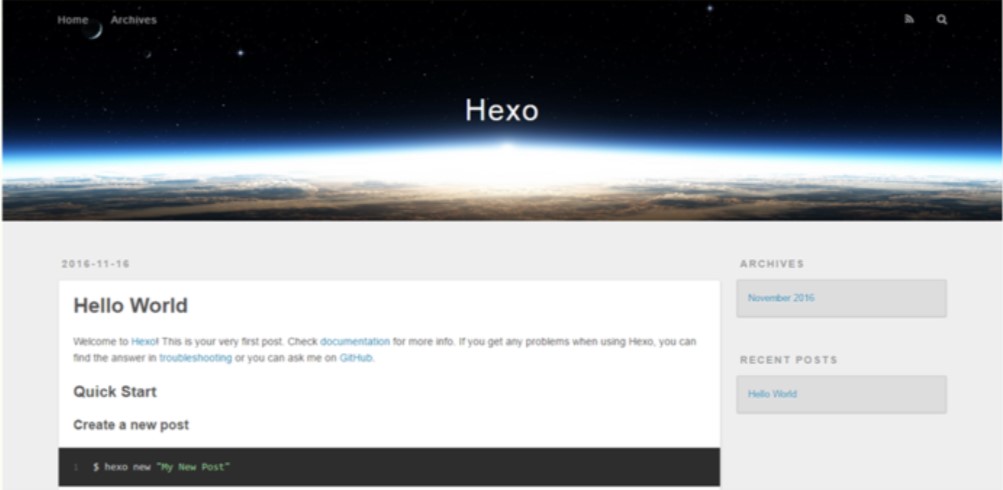 Home Archives
Hexo
2016-11-16
Hello World
Welcome to Hexo! This is your very first post. Check documentation for more info. If you get any problems when using Hexo, you can
find the answer in troubleshooting or you can ask me on GitHub.
Quick Start
Create a new post
1 $ hexo new "My New Post"
ARCHIVES
November 2016
RECENT POSTS
Hello World